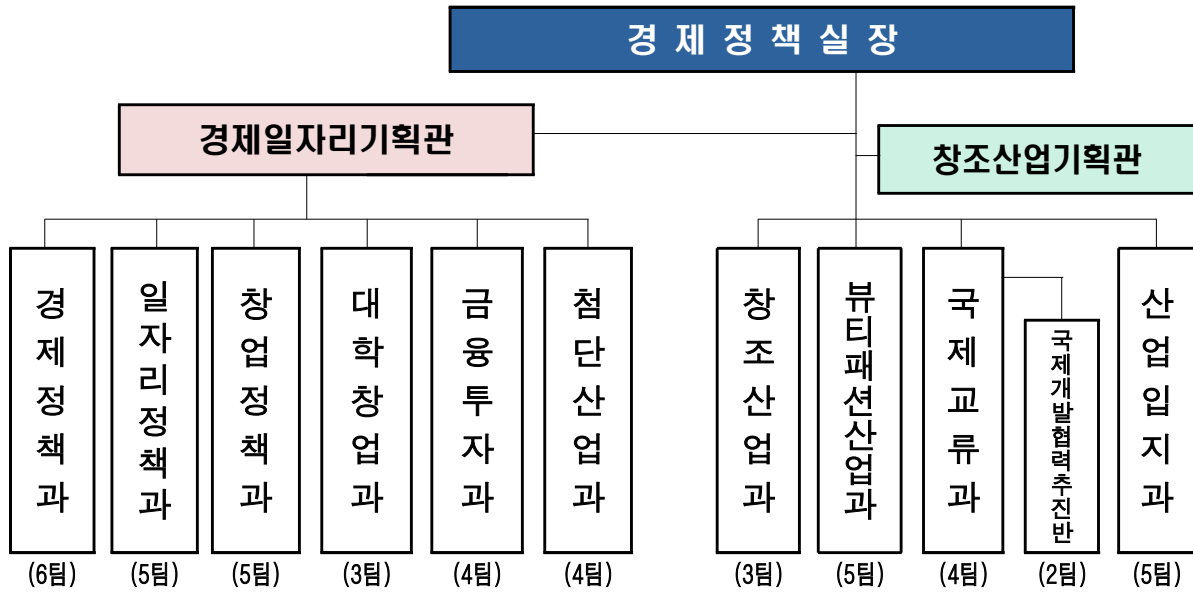 경 제 정 책 실 장
경제일자리기획관
창조산업기획관
경제정책과
일자리정책과
창업정책과
대학창업과
금융투자과
첨단산업과
창조산업과
뷰티패션산업과
국제교류과
국제개발협력추진반
산업입지과
(6팀)
(5팀)
(5팀)
(3팀)
(4팀)
(4팀)
(3팀)
(5팀)
(4팀)
(2팀)
(5팀)